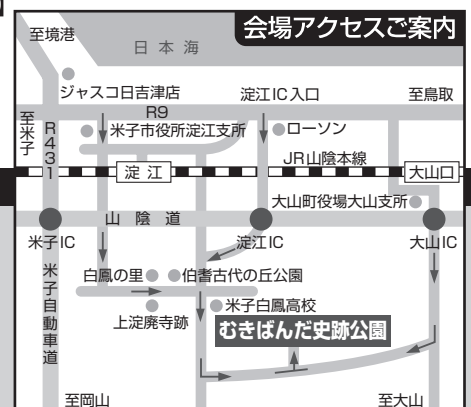 会場アクセスご案内
至境港
日本海
ジャスコ日吉津店
淀江IC入口
至鳥取
R9
至米子
R431
米子市役所淀江支所
ローソン
JR山陰本線
淀江
大山口
大山町役場大山支所
山陰道
米子IC
淀江IC
大山IC
米子自動車道
白鳳の里
伯耆古代の丘公園
上淀廃寺跡
米子白鳳高校
むきばんだ史跡公園
至岡山
至大山